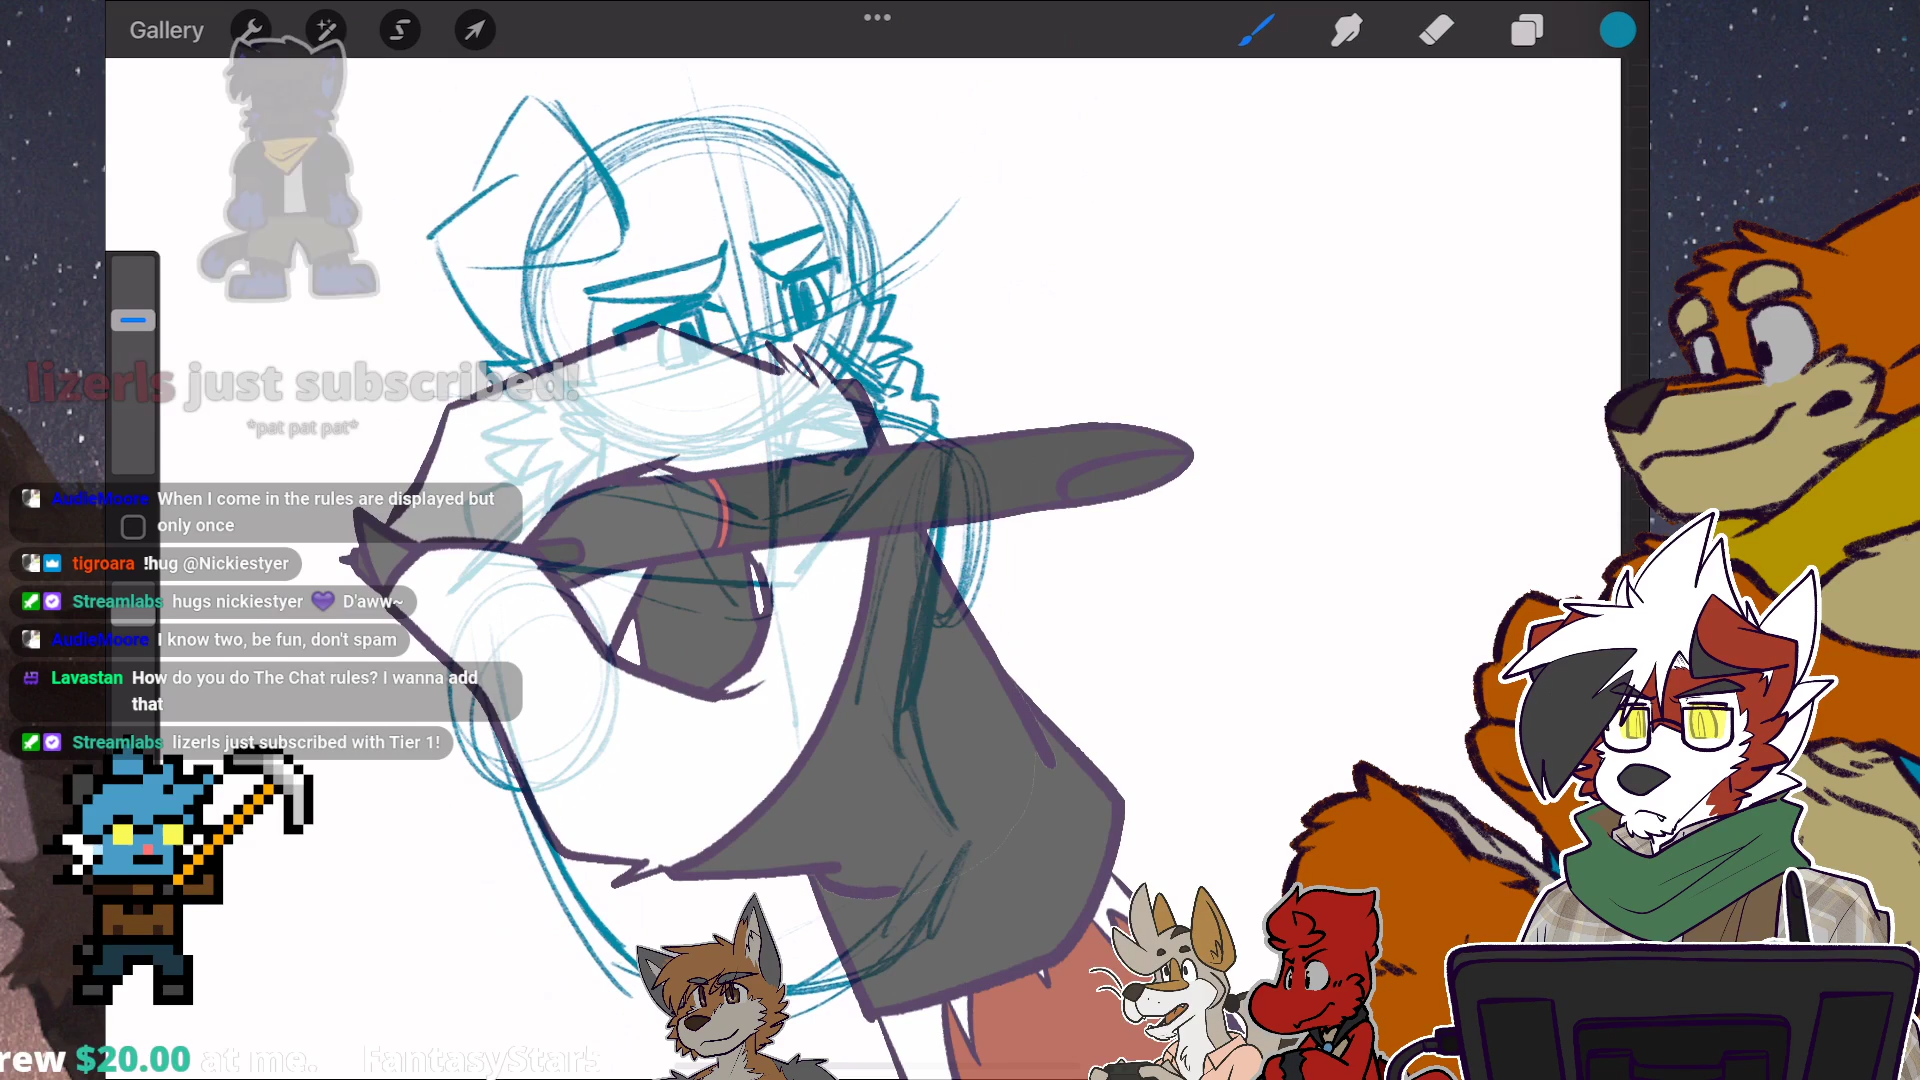 Gallery
lizerls just subscribed!
*pat pat pat*
AudieMoore When I come in the rules are displayed but
only once
tigroara !hug @Nickiestyer
Streamlabs hugs nickiestyer 💜 D'aww~
AudieMoore I know two, be fun, don't spam
Lavastan How do you do The Chat rules? I wanna add
that
Streamlabs lizerls just subscribed with Tier 1!
rew $20.00 at me. FantasyStars